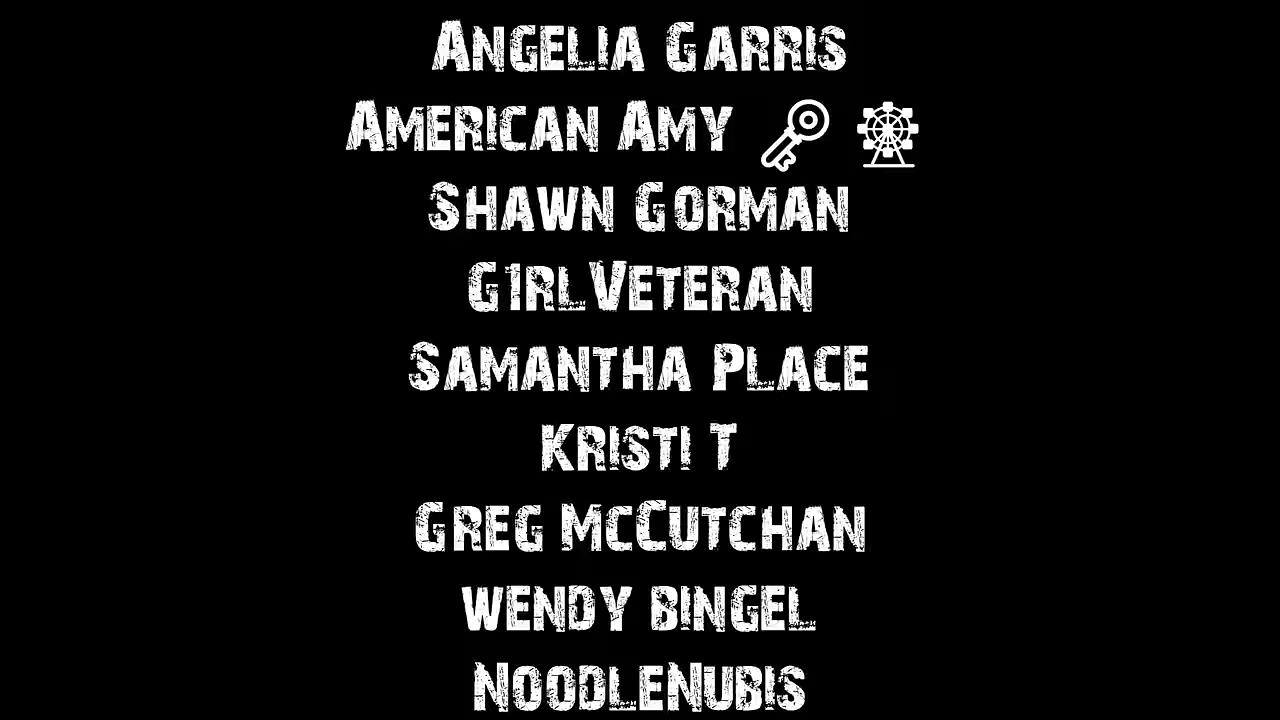 Angelia Garris
American Amy 🗝 🎡
Shawn Gorman
G1rlVeteran
Samantha Place
Kristi T
Greg McCutchan
wendy bingel
NoodleNubis